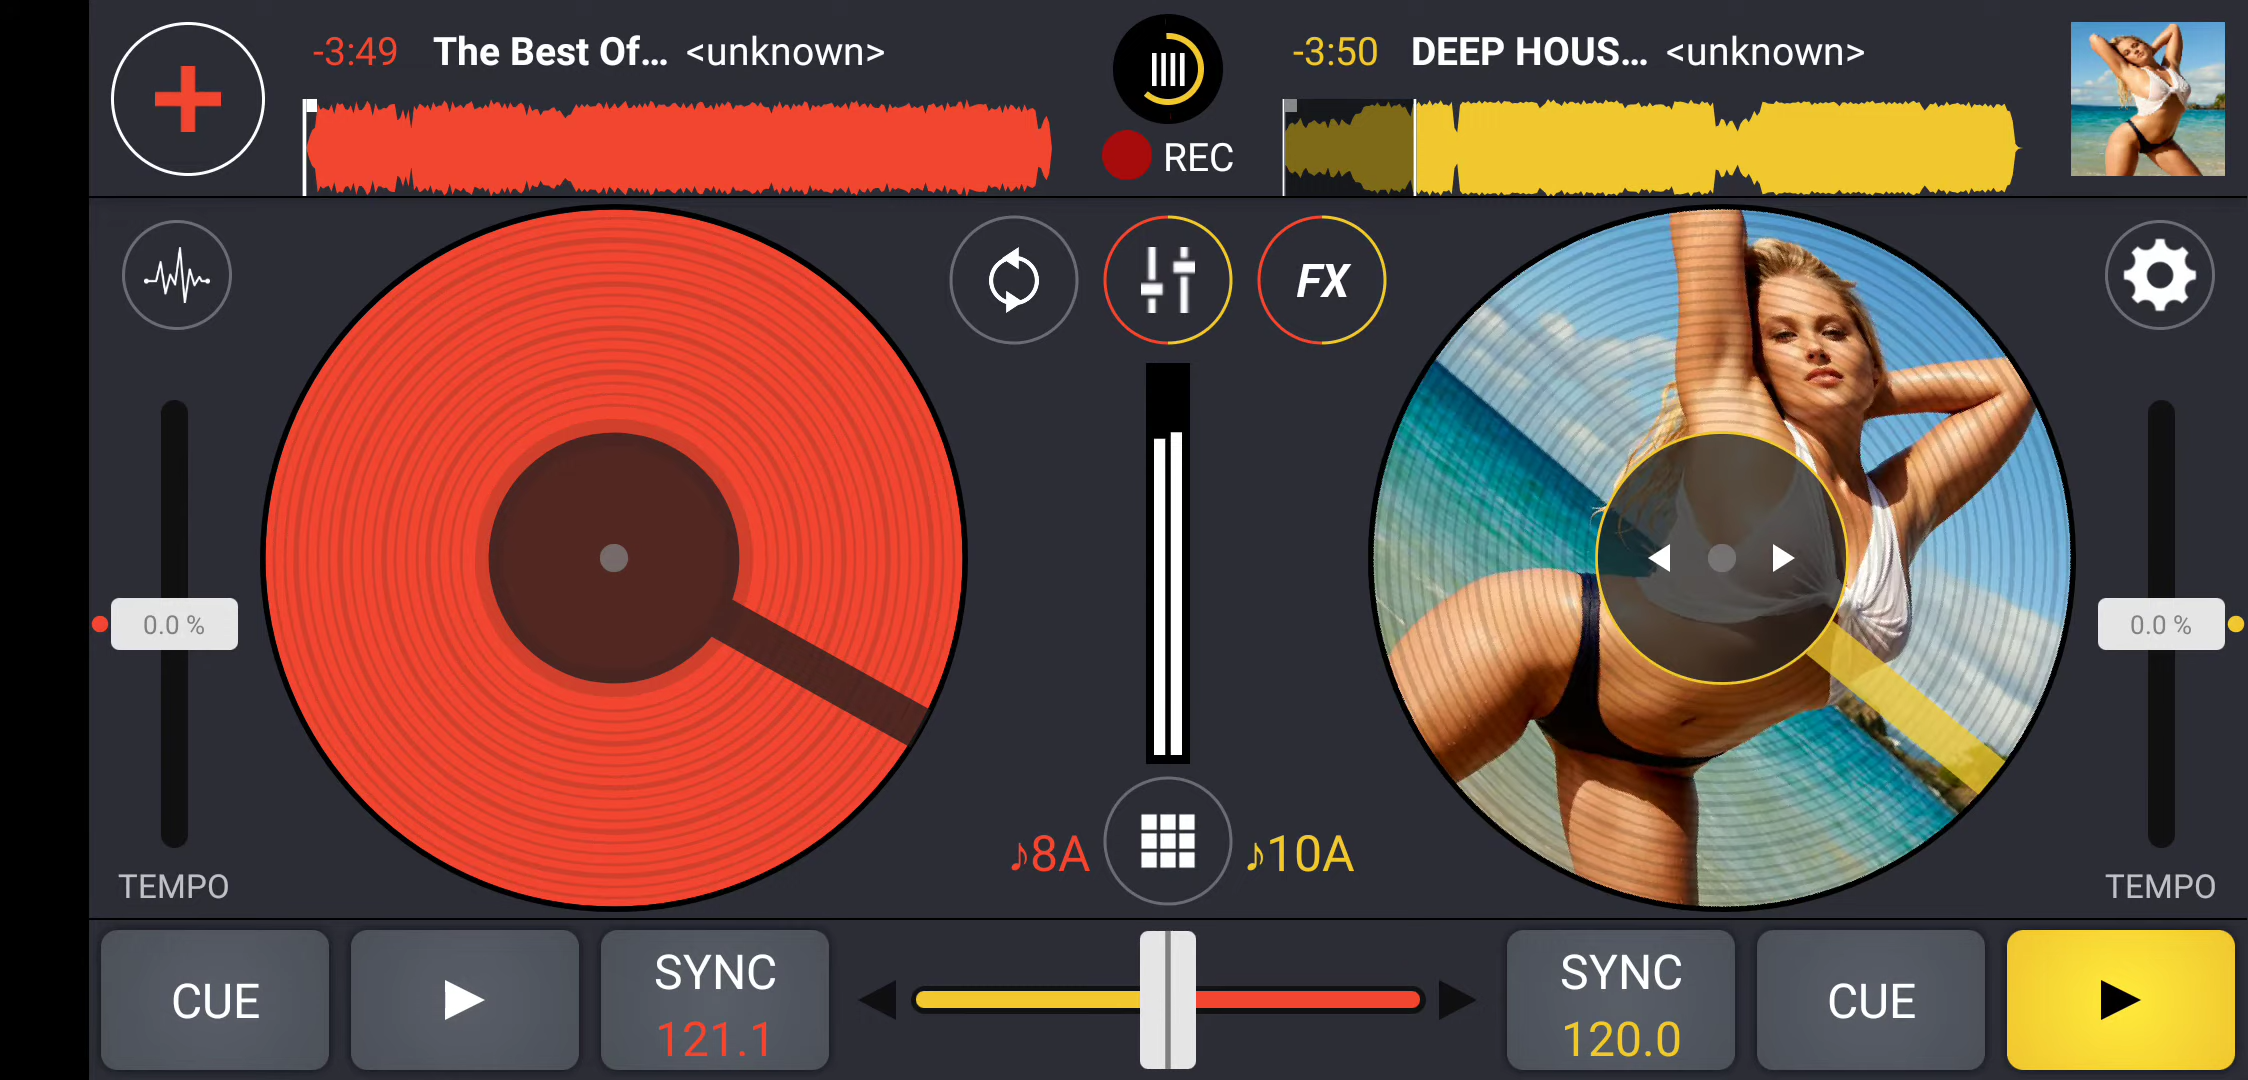 -3:49 The Best Of... <unknown>
-3:50 DEEP HOUS... <unknown>
REC
FX
0.0 %
0.0 %
♪8A
♪10A
TEMPO
TEMPO
CUE
SYNC
121.1
SYNC
120.0
CUE